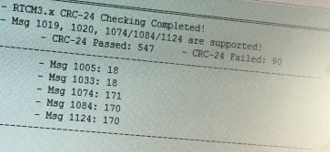 - RTCM3.x CRC-24 Checking Completed!
- Msg 1019, 1020, 1074/1084/1124 are supported!
- CRC-24 Passed: 547 - CRC-24 Failed: 90
- Msg 1005: 18
- Msg 1033: 18
- Msg 1074: 171
- Msg 1084: 170
- Msg 1124: 170